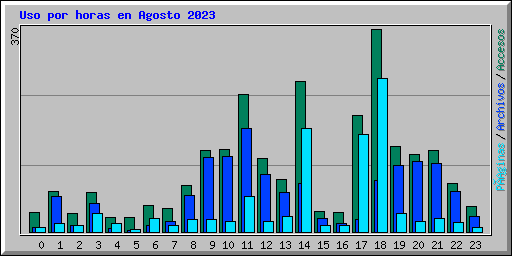 Uso por horas en Agosto 2023
370
Páginas / Archivos / Accesos
0 1 2 3 4 5 6 7 8 9 10 11 12 13 14 15 16 17 18 19 20 21 22 23